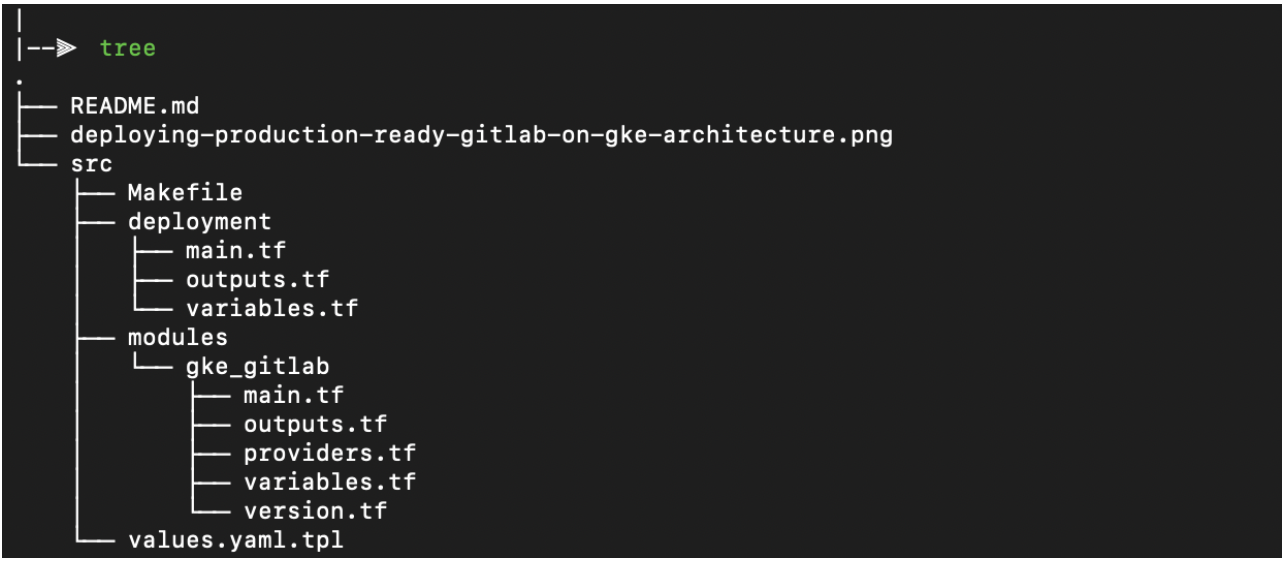 |
|--⫸ tree
.
├── README.md
├── deploying-production-ready-gitlab-on-gke-architecture.png
└── src
    ├── Makefile
    ├── deployment
    │   ├── main.tf
    │   ├── outputs.tf
    │   └── variables.tf
    ├── modules
    │   └── gke_gitlab
    │       ├── main.tf
    │       ├── outputs.tf
    │       ├── providers.tf
    │       ├── variables.tf
    │       └── version.tf
    └── values.yaml.tpl